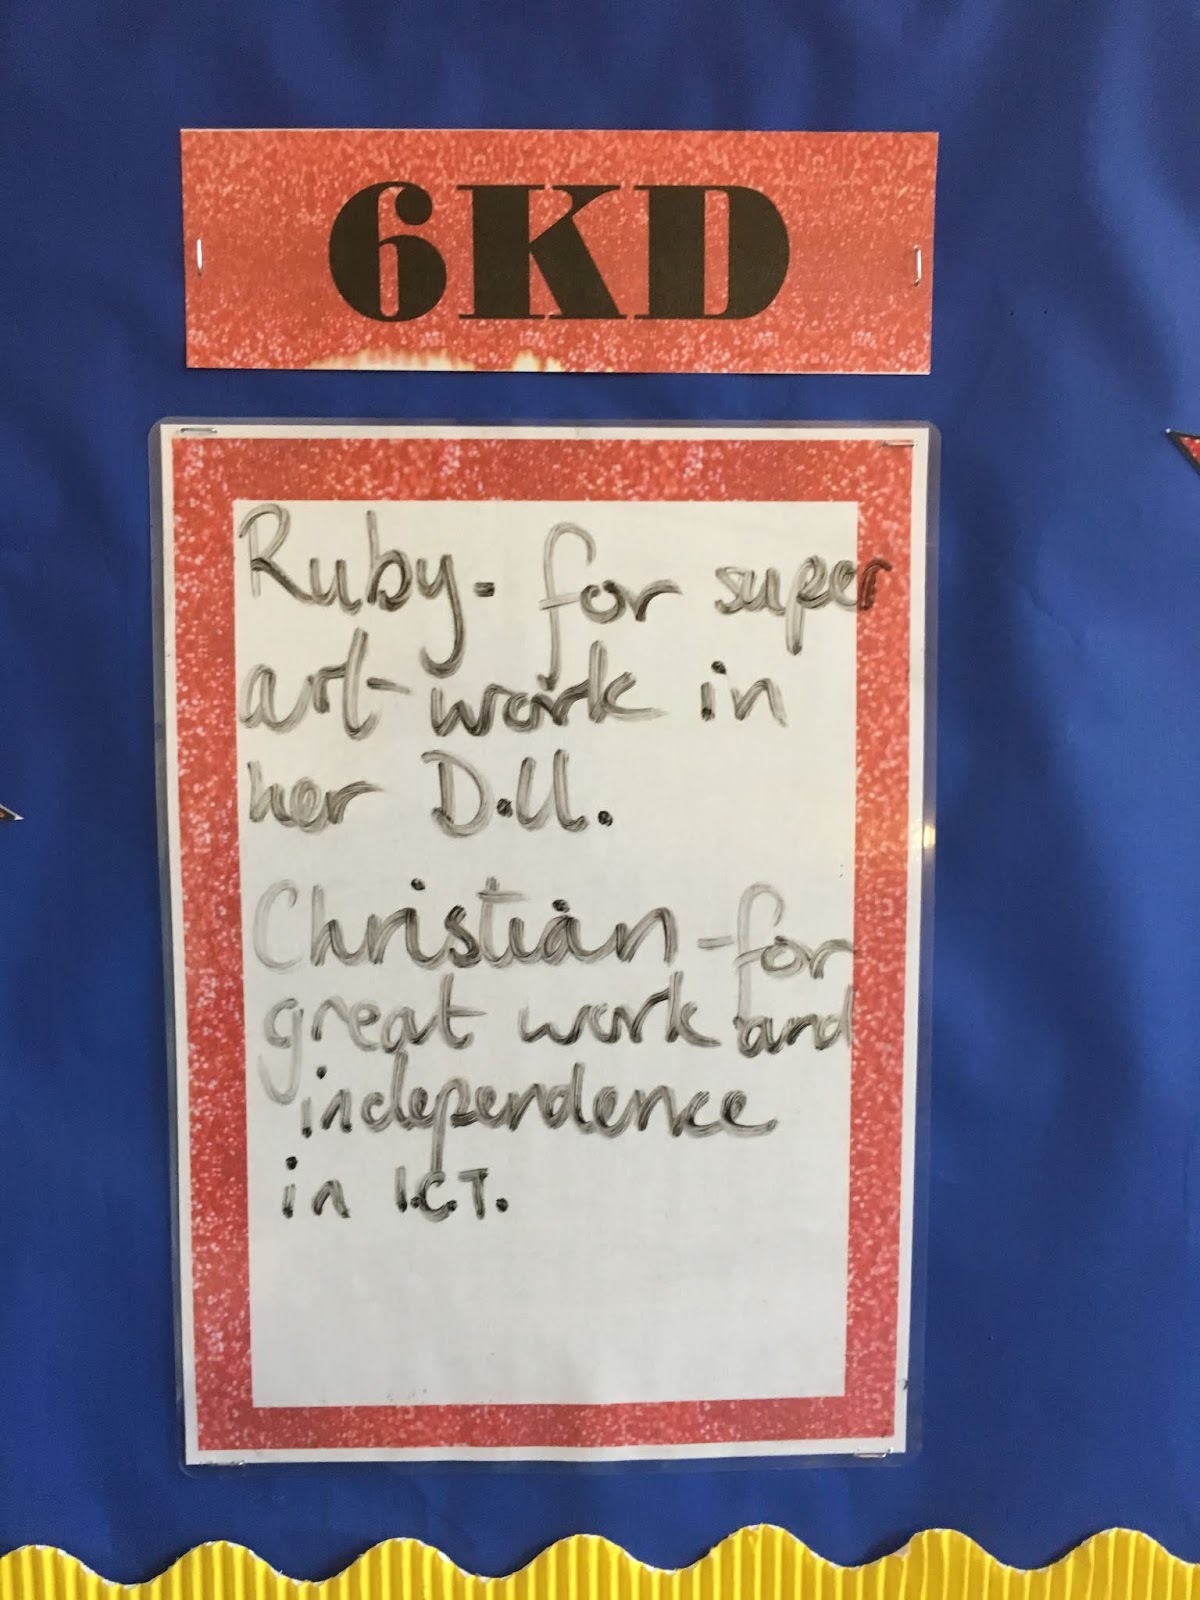 6KD
Ruby - for super
art work in
her D.U.
Christian - for
great work and
independence
in I.C.T.